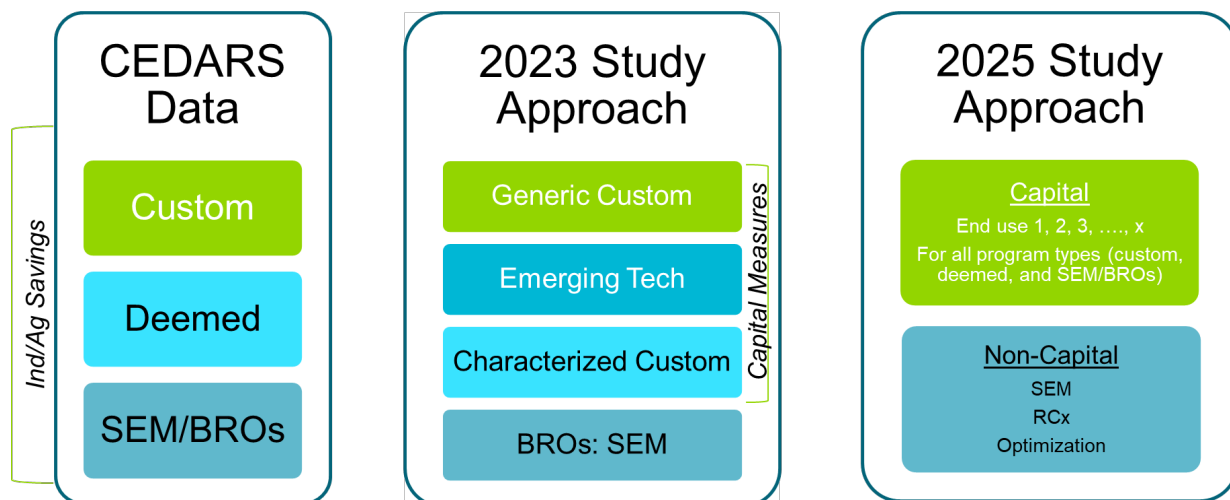 CEDARS
Data
Ind/Ag Savings
Custom
Deemed
SEM/BROs
2023 Study
Approach
Generic Custom
Emerging Tech
Characterized Custom
BROs: SEM
Capital Measures
2025 Study
Approach
Capital
End use 1, 2, 3, …., x
For all program types (custom,
deemed, and SEM/BROs)
Non-Capital
SEM
RCx
Optimization